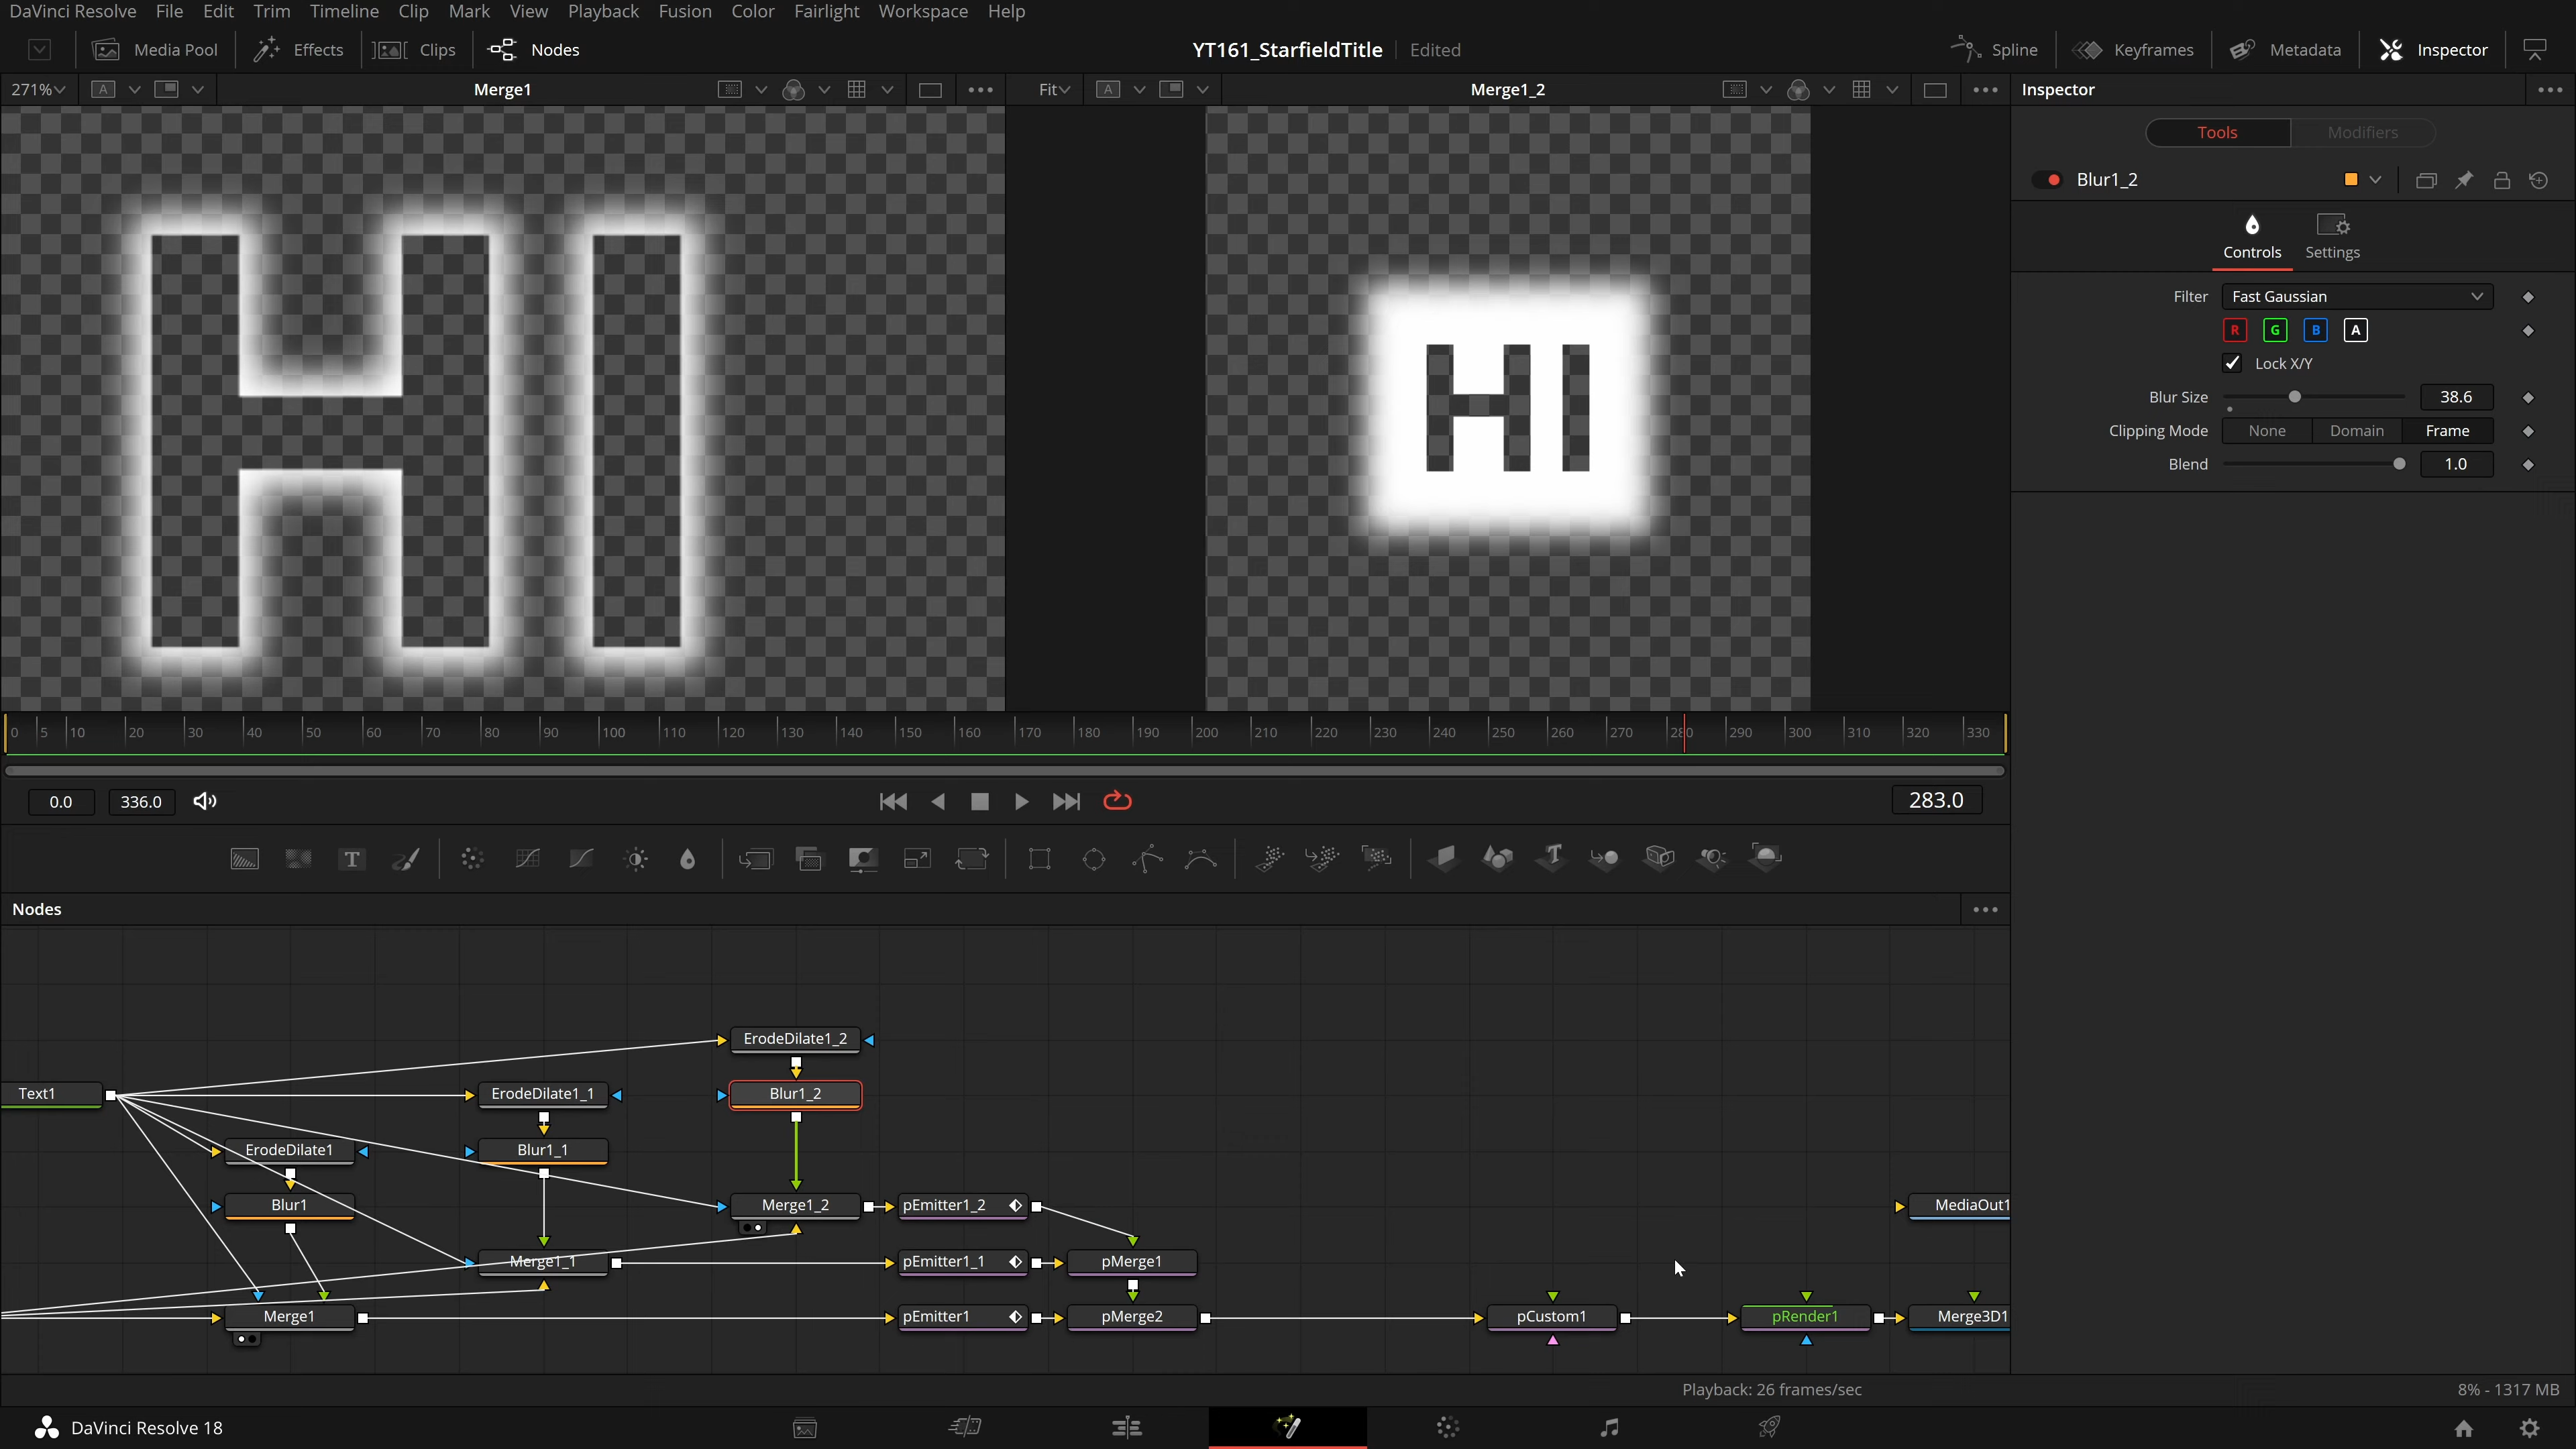 DaVinci Resolve File Edit Trim Timeline Clip Mark View Playback Fusion Color Fairlight Workspace Help
Media Pool Effects Clips Nodes YT161_StarfieldTitle Edited Spline Keyframes Metadata Inspector
271% A Merge1 Fit A Merge1_2 Inspector
Tools Modifiers
Blur1_2
Controls Settings
Filter Fast Gaussian
R G B A
Lock X/Y
Blur Size 38.6
Clipping Mode None Domain Frame
Blend 1.0
HI
HI
0 5 10 20 30 40 50 60 70 80 90 100 110 120 130 140 150 160 170 180 190 200 210 220 230 240 250 260 270 280 290 300 310 320 330
0.0 336.0 283.0
T
Nodes
ErodeDilate1_2
Text1 ErodeDilate1_1 Blur1_2
ErodeDilate1 Blur1_1
Blur1 Merge1_2 pEmitter1_2 MediaOut1
Merge1_1 pEmitter1_1 pMerge1
Merge1 pEmitter1 pMerge2 pCustom1 pRender1 Merge3D1
Playback: 26 frames/sec 8% - 1317 MB
DaVinci Resolve 18